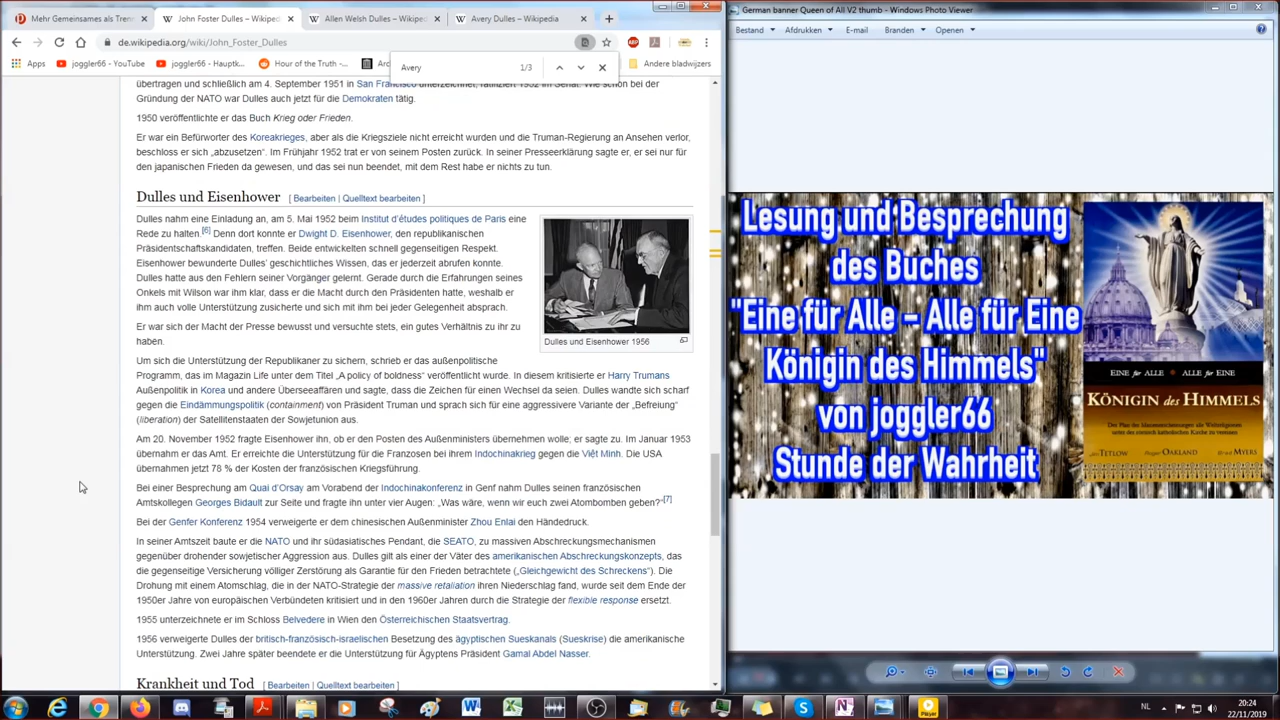 Mehr Gemeinsames als Trenn
John Foster Dulles – Wikiped
Allen Welsh Dulles – Wikiped
Avery Dulles – Wikipedia
German banner Queen of All V2 thumb - Windows Photo Viewer
de.wikipedia.org/wiki/John_Foster_Dulles
Bestand
Afdrukken
E-mail
Branden
Openen
Apps
joggler66 - YouTube
joggler66 - Hauptk...
Hour of the Truth -...
Avery
1/3
Andere bladwijzers
übertragen und schließlich am 4. September 1951 in San Francisco unterzeichnet, ratifiziert 1952 im Senat. Wie schon bei der
Gründung der NATO war Dulles auch jetzt für die Demokraten tätig.
1950 veröffentlichte er das Buch Krieg oder Frieden.
Er war ein Befürworter des Koreakrieges, aber als die Kriegsziele nicht erreicht wurden und die Truman-Regierung an Ansehen verlor,
beschloss er sich „abzusetzen“. Im Frühjahr 1952 trat er von seinem Posten zurück. In seiner Presseerklärung sagte er, er sei nur für
den japanischen Frieden da gewesen, und das sei nun beendet, mit dem Rest habe er nichts zu tun.
Dulles und Eisenhower [ Bearbeiten | Quelltext bearbeiten ]
Dulles nahm eine Einladung an, am 5. Mai 1952 beim Institut d'études politiques de Paris eine
Rede zu halten.[6] Denn dort konnte er Dwight D. Eisenhower, den republikanischen
Präsidentschaftskandidaten, treffen. Beide entwickelten schnell gegenseitigen Respekt.
Eisenhower bewunderte Dulles' geschichtliches Wissen, das er jederzeit abrufen konnte.
Dulles hatte aus den Fehlern seiner Vorgänger gelernt. Gerade durch die Erfahrungen seines
Onkels mit Wilson war ihm klar, dass er die Macht durch den Präsidenten hatte, weshalb er
ihm auch volle Unterstützung zusicherte und sich mit ihm bei jeder Gelegenheit absprach.
Dulles und Eisenhower 1956
Er war sich der Macht der Presse bewusst und versuchte stets, ein gutes Verhältnis zu ihr zu
haben.
Um sich die Unterstützung der Republikaner zu sichern, schrieb er das außenpolitische
Programm, das im Magazin Life unter dem Titel „A policy of boldness“ veröffentlicht wurde. In diesem kritisierte er Harry Trumans
Außenpolitik in Korea und andere Überseeaffären und sagte, dass die Zeichen für einen Wechsel da seien. Dulles wandte sich scharf
gegen die Eindämmungspolitik (containment) von Präsident Truman und sprach sich für eine aggressivere Variante der „Befreiung“
(liberation) der Satellitenstaaten der Sowjetunion aus.
Am 20. November 1952 fragte Eisenhower ihn, ob er den Posten des Außenministers übernehmen wolle; er sagte zu. Im Januar 1953
übernahm er das Amt. Er erreichte die Unterstützung für die Franzosen bei ihrem Indochinakrieg gegen die Việt Minh. Die USA
übernahmen jetzt 78 % der Kosten der französischen Kriegsführung.
Bei einer Besprechung am Quai d'Orsay am Vorabend der Indochinakonferenz in Genf nahm Dulles seinen französischen
Amtskollegen Georges Bidault zur Seite und fragte ihn unter vier Augen: „Was wäre, wenn wir euch zwei Atombomben geben?“[7]
Bei der Genfer Konferenz 1954 verweigerte er dem chinesischen Außenminister Zhou Enlai den Händedruck.
In seiner Amtszeit baute er die NATO und ihr südasiatisches Pendant, die SEATO, zu massiven Abschreckungsmechanismen
gegenüber drohender sowjetischer Aggression aus. Dulles gilt als einer der Väter des amerikanischen Abschreckungskonzepts, das
die gegenseitige Versicherung völliger Zerstörung als Garantie für den Frieden betrachtete („Gleichgewicht des Schreckens“). Die
Drohung mit einem Atomschlag, die in der NATO-Strategie der massive retaliation ihren Niederschlag fand, wurde seit dem Ende der
1950er Jahre von europäischen Verbündeten kritisiert und in den 1960er Jahren durch die Strategie der flexible response ersetzt.
1955 unterzeichnete er im Schloss Belvedere in Wien den Österreichischen Staatsvertrag.
1956 verweigerte Dulles der britisch-französisch-israelischen Besetzung des ägyptischen Sueskanals (Sueskrise) die amerikanische
Unterstützung. Zwei Jahre später beendete er die Unterstützung für Ägyptens Präsident Gamal Abdel Nasser.
Krankheit und Tod [ Bearbeiten | Quelltext bearbeiten ]
Lesung und Besprechung
des Buches
"Eine für Alle – Alle für Eine
Königin des Himmels"
von joggler66
Stunde der Wahrheit
EINE für ALLE ALLE für EINE
KÖNIGIN des HIMMELS
TETLOW
OAKLAND
MYERS
NL
20:24
22/11/2019
Player